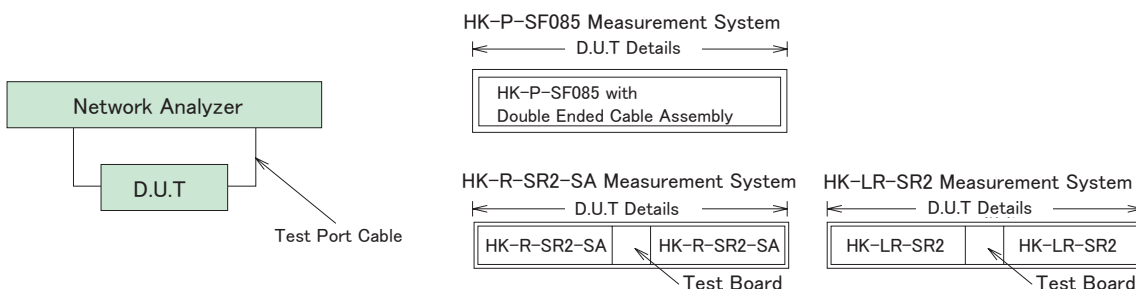 HK-P-SF085 Measurement System
D.U.T Details
HK-P-SF085 with
Double Ended Cable Assembly
Network Analyzer
D.U.T
Test Port Cable
HK-R-SR2-SA Measurement System
D.U.T Details
HK-R-SR2-SA
HK-R-SR2-SA
Test Board
HK-LR-SR2 Measurement System
D.U.T Details
HK-LR-SR2
HK-LR-SR2
Test Board